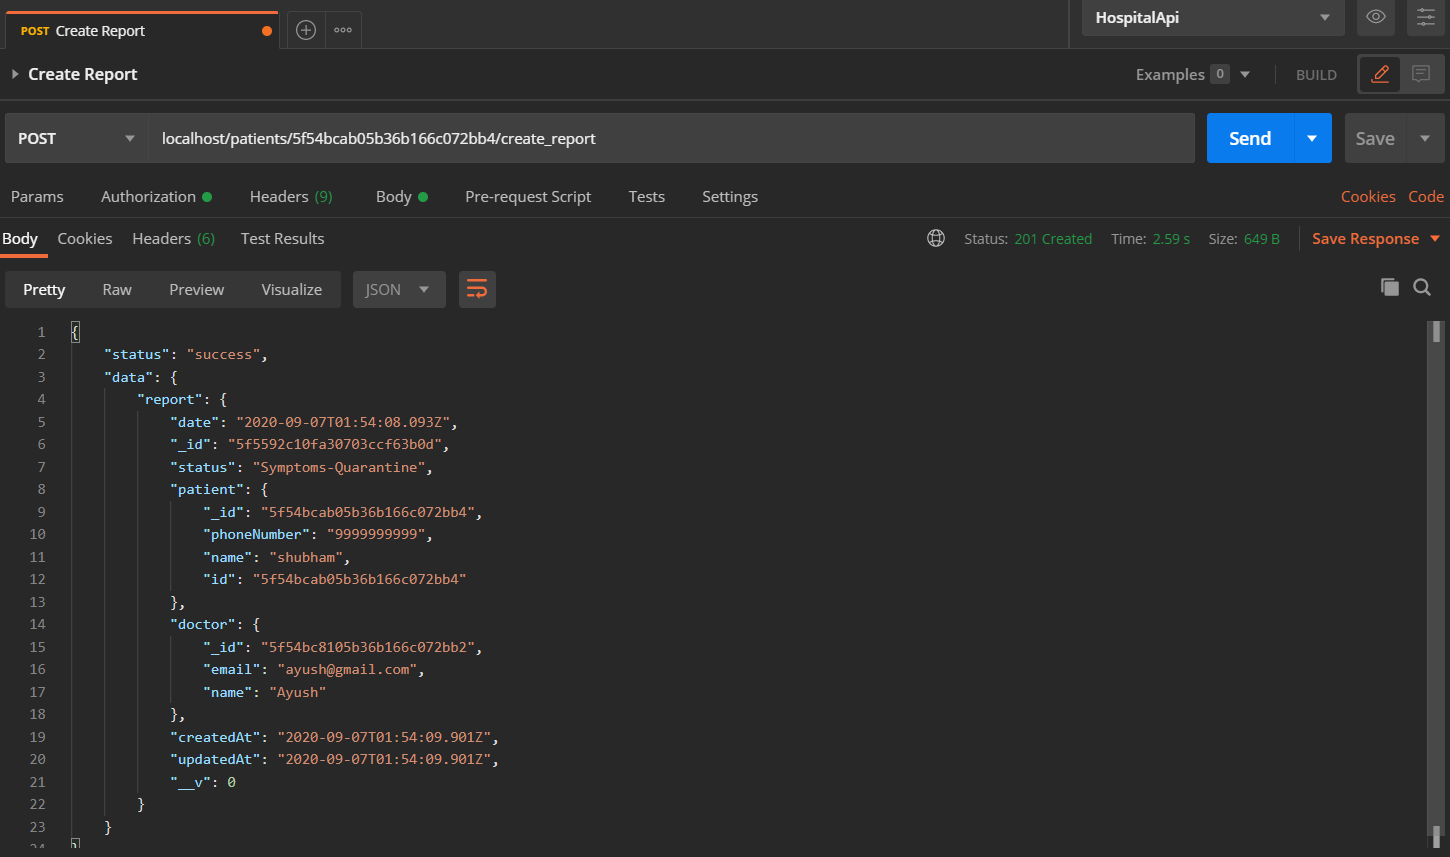 POST Create Report
HospitalApi
Create Report
Examples 0 BUILD
POST localhost/patients/5f54bcab05b36b166c072bb4/create_report Send Save
Params Authorization Headers (9) Body Pre-request Script Tests Settings Cookies Code
Body Cookies Headers (6) Test Results Status: 201 Created Time: 2.59 s Size: 649 B Save Response
Pretty Raw Preview Visualize JSON
1 {
2 "status": "success",
3 "data": {
4 "report": {
5 "date": "2020-09-07T01:54:08.093Z",
6 "_id": "5f5592c10fa30703ccf63b0d",
7 "status": "Symptoms-Quarantine",
8 "patient": {
9 "_id": "5f54bcab05b36b166c072bb4",
10 "phoneNumber": "9999999999",
11 "name": "shubham",
12 "id": "5f54bcab05b36b166c072bb4"
13 },
14 "doctor": {
15 "_id": "5f54bc8105b36b166c072bb2",
16 "email": "ayush@gmail.com",
17 "name": "Ayush"
18 },
19 "createdAt": "2020-09-07T01:54:09.901Z",
20 "updatedAt": "2020-09-07T01:54:09.901Z",
21 "__v": 0
22 }
23 }
24 }